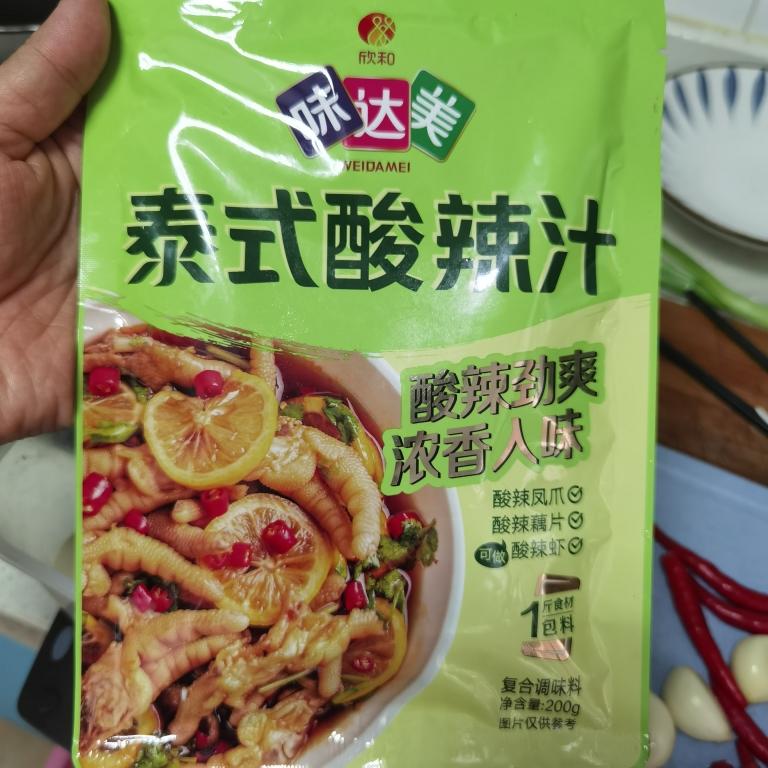 欣和
味达美
WEIDAMEI
泰式酸辣汁
酸辣劲爽
浓香入味
酸辣凤爪
酸辣藕片
可做 酸辣虾
1斤食材
1包料
复合调味料
净含量:200g
图片仅供参考